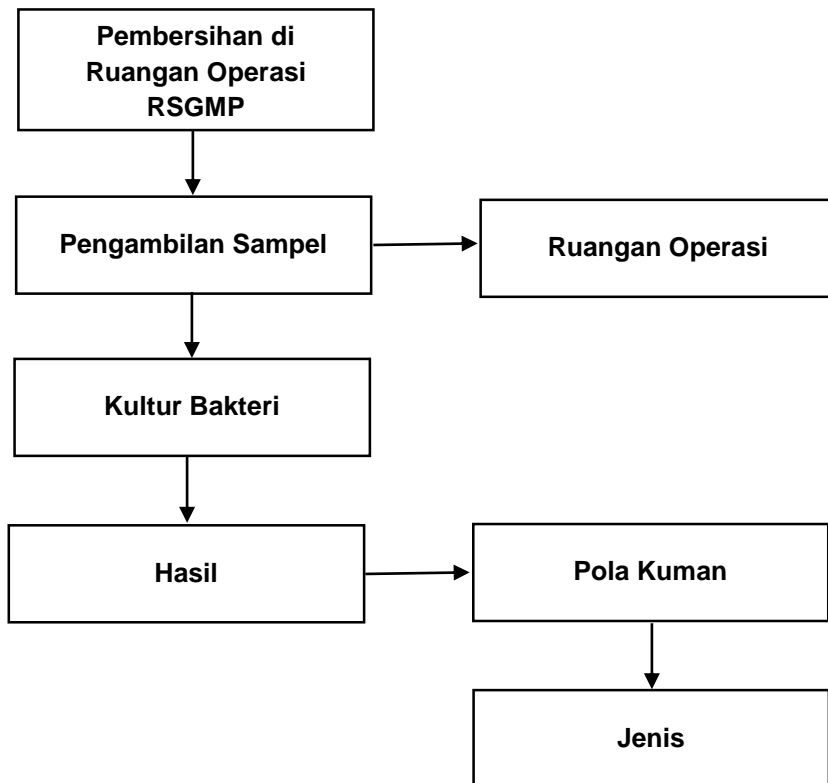 Pembersihan di
Ruangan Operasi
RSGMP
Pengambilan Sampel
Ruangan Operasi
Kultur Bakteri
Hasil
Pola Kuman
Jenis